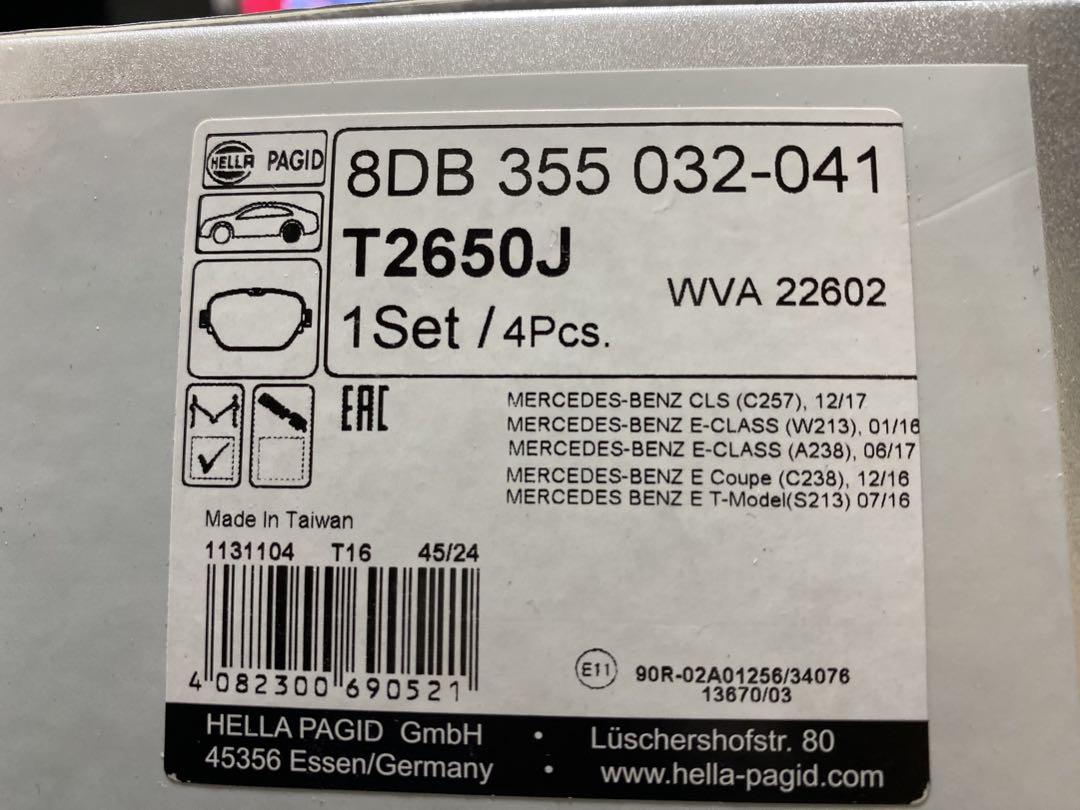 HELLA PAGID
8DB 355 032-041
T2650J
WVA 22602
1Set / 4Pcs.
EAC
MERCEDES-BENZ CLS (C257), 12/17
MERCEDES-BENZ E-CLASS (W213), 01/16
MERCEDES-BENZ E-CLASS (A238), 06/17
MERCEDES-BENZ E Coupe (C238), 12/16
MERCEDES BENZ E T-Model(S213) 07/16
Made In Taiwan
1131104 T16 45/24
4 082300 690521
E11 90R-02A01256/34076
13670/03
HELLA PAGID GmbH • Lüschershofstr. 80
45356 Essen/Germany • www.hella-pagid.com